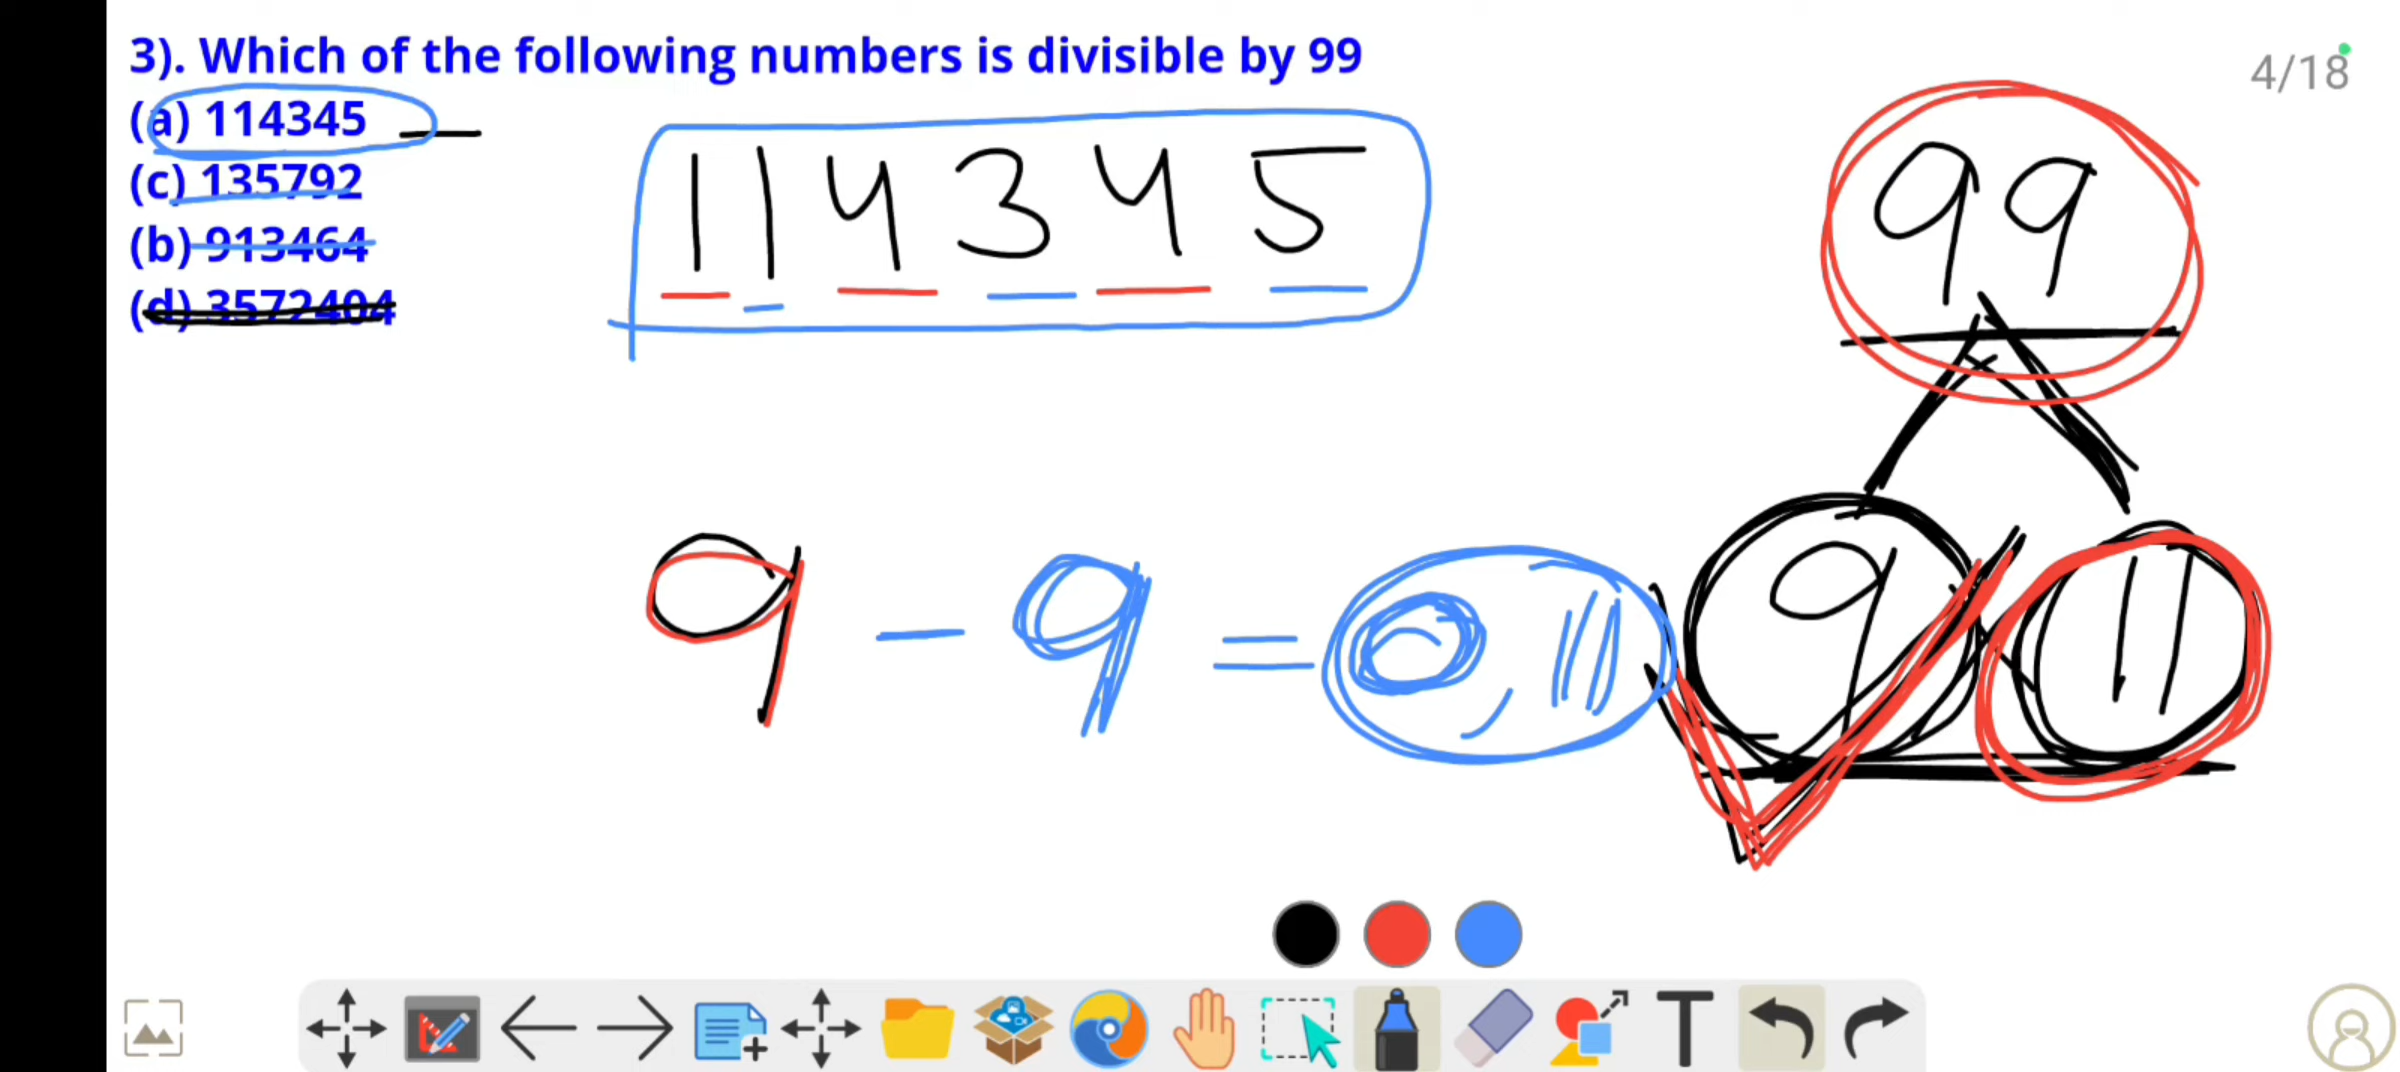 3). Which of the following numbers is divisible by 99
4/18
(a) 114345
(c) 135792
(b) 913464
(d) 3572404
114345
99
9 - 9 = 0, 11
9 11
T